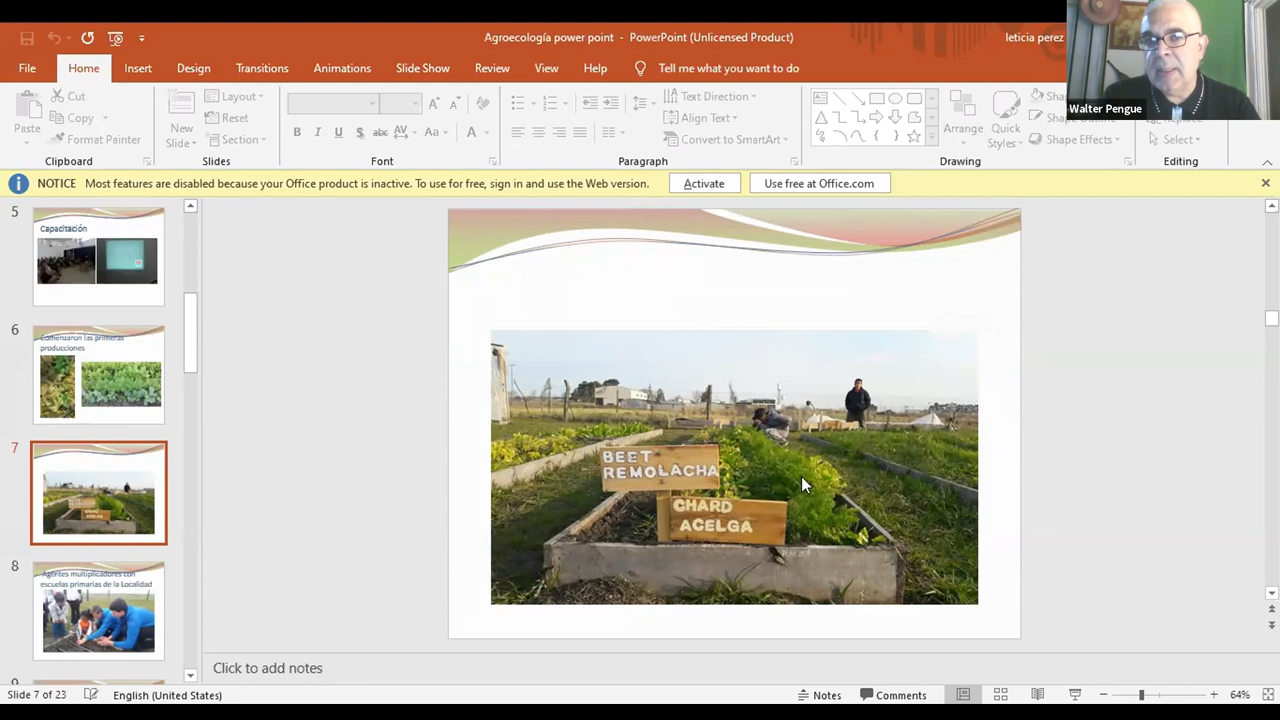 Agroecología power point - PowerPoint (Unlicensed Product)
leticia perez
Walter Pengue
File Home Insert Design Transitions Animations Slide Show Review View Help Tell me what you want to do
Paste
Cut
Copy
Format Painter
Clipboard
New Slide
Layout
Reset
Section
Slides
Font
Text Direction
Align Text
Convert to SmartArt
Paragraph
Arrange
Quick Styles
Shape Effects
Drawing
Select
Editing
NOTICE Most features are disabled because your Office product is inactive. To use for free, sign in and use the Web version.
Activate
Use free at Office.com
5
Capacitación
6
Comenzaron las primeras
producciones
7
8
Agentes multiplicadores con
escuelas primarias de la Localidad
BEET
REMOLACHA
CHARD
ACELGA
Click to add notes
Slide 7 of 23
English (United States)
Notes
Comments
64%